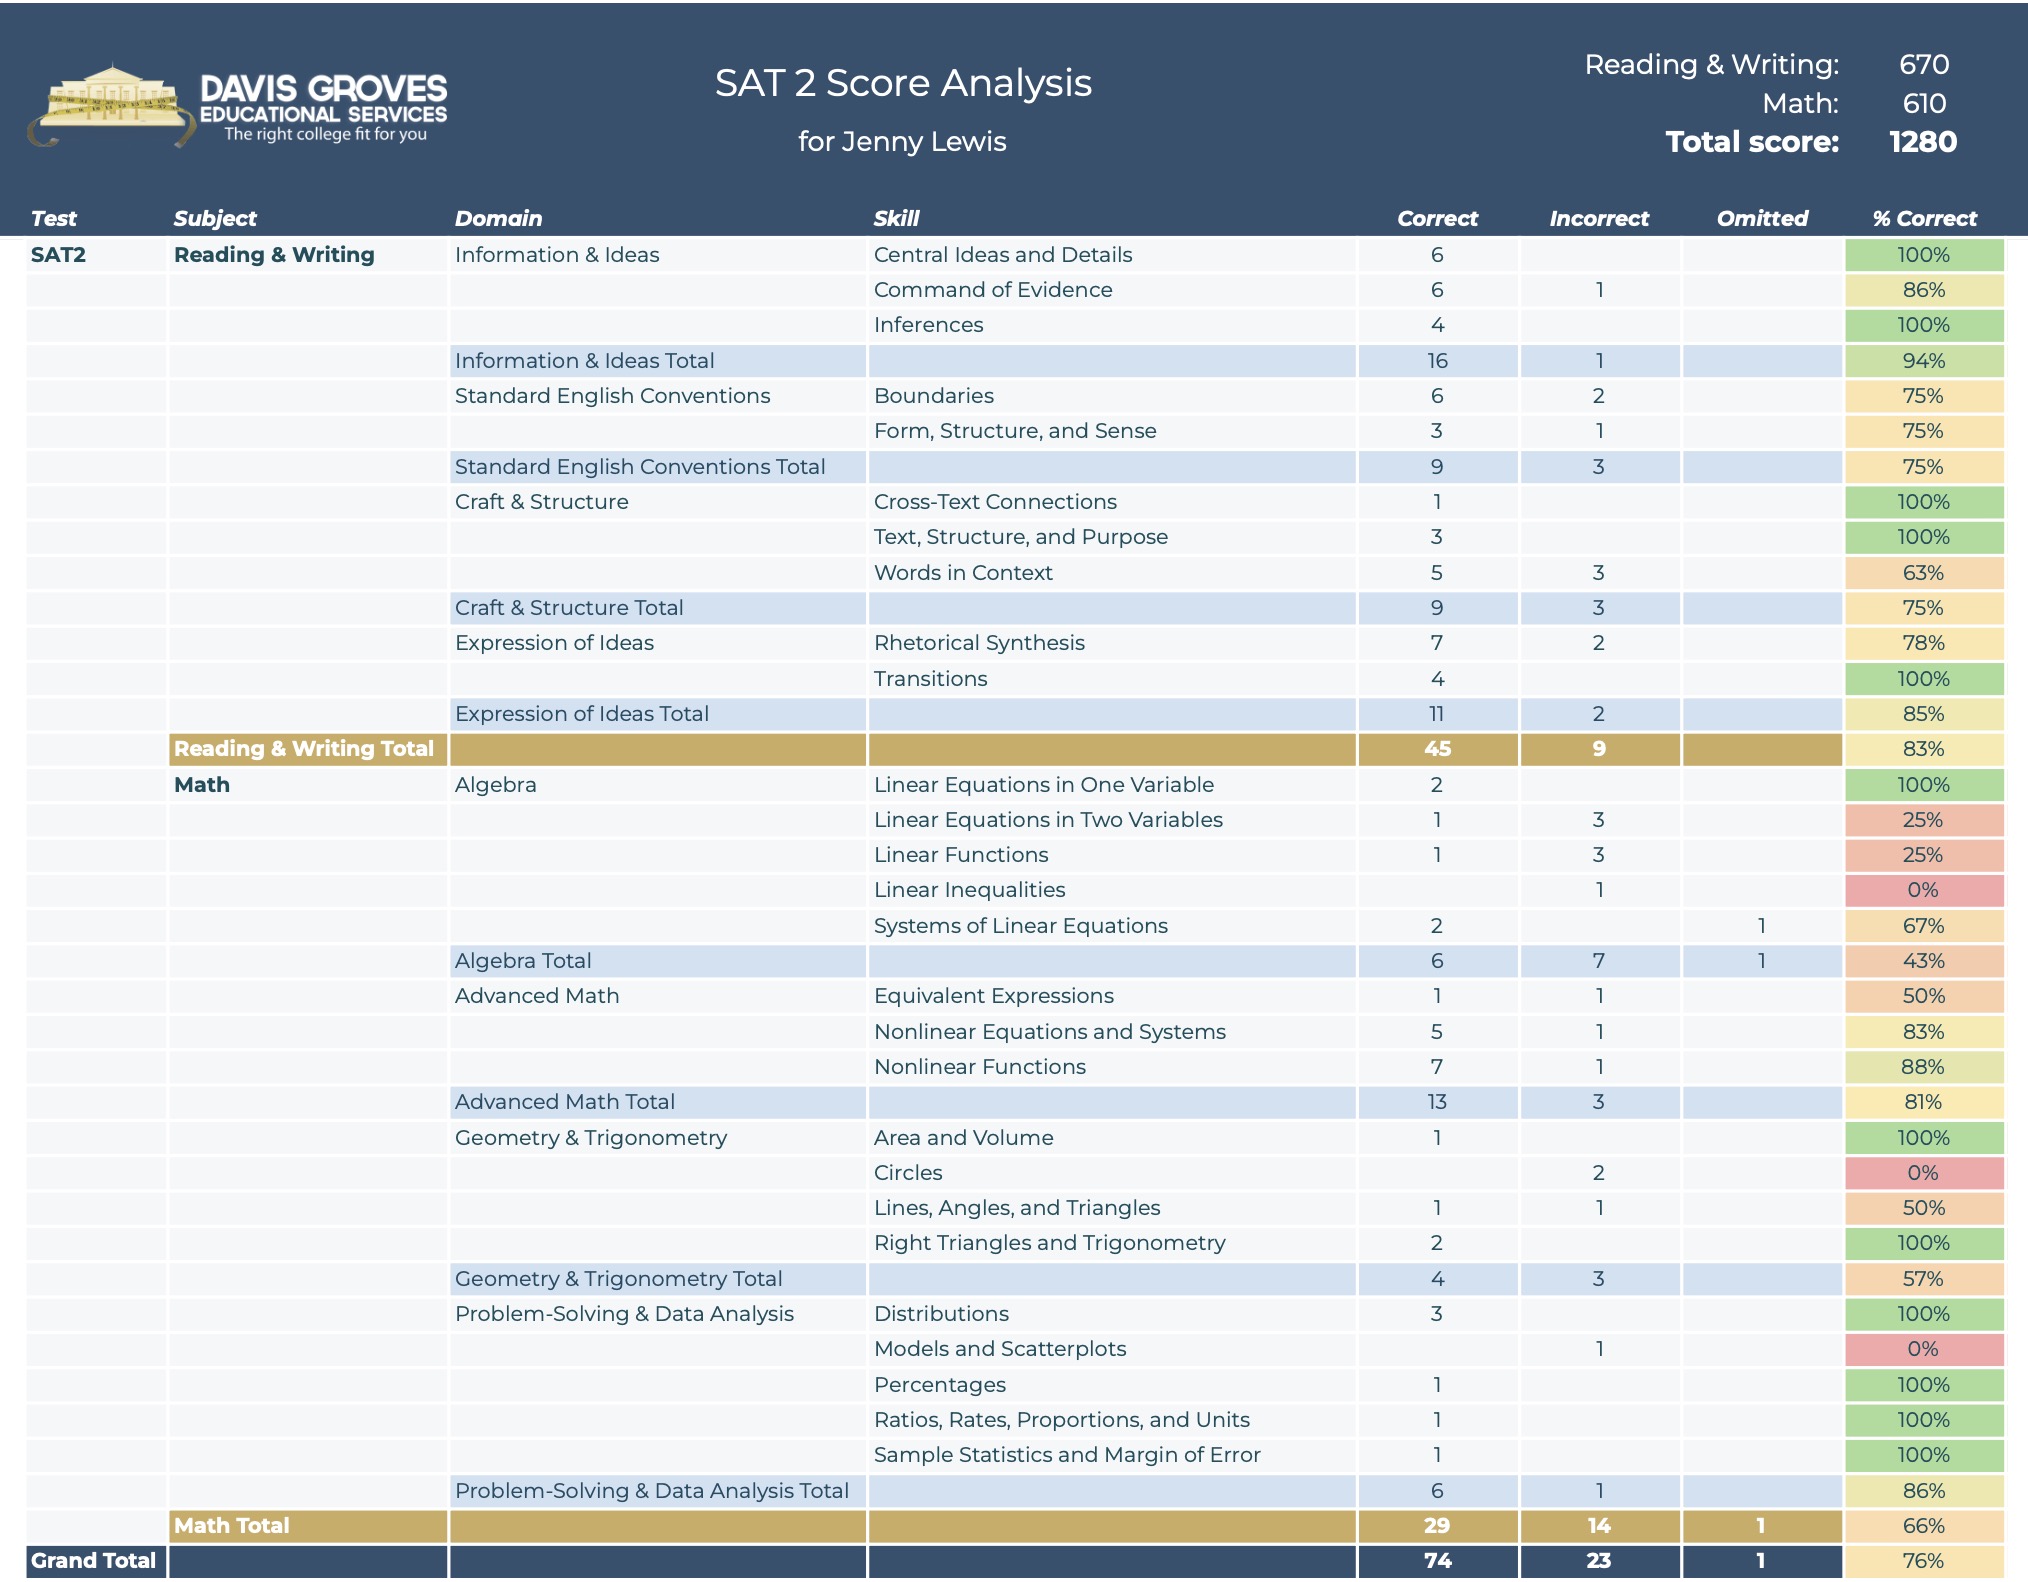 DAVIS GROVES
EDUCATIONAL SERVICES
The right college fit for you
SAT 2 Score Analysis
for Jenny Lewis
Reading & Writing: 670
Math: 610
Total score: 1280
Test Subject Domain Skill Correct Incorrect Omitted % Correct
SAT2 Reading & Writing Information & Ideas Central Ideas and Details 6 100%
Command of Evidence 6 1 86%
Inferences 4 100%
Information & Ideas Total 16 1 94%
Standard English Conventions Boundaries 6 2 75%
Form, Structure, and Sense 3 1 75%
Standard English Conventions Total 9 3 75%
Craft & Structure Cross-Text Connections 1 100%
Text, Structure, and Purpose 3 100%
Words in Context 5 3 63%
Craft & Structure Total 9 3 75%
Expression of Ideas Rhetorical Synthesis 7 2 78%
Transitions 4 100%
Expression of Ideas Total 11 2 85%
Reading & Writing Total 45 9 83%
Math Algebra Linear Equations in One Variable 2 100%
Linear Equations in Two Variables 1 3 25%
Linear Functions 1 3 25%
Linear Inequalities 1 0%
Systems of Linear Equations 2 1 67%
Algebra Total 6 7 1 43%
Advanced Math Equivalent Expressions 1 1 50%
Nonlinear Equations and Systems 5 1 83%
Nonlinear Functions 7 1 88%
Advanced Math Total 13 3 81%
Geometry & Trigonometry Area and Volume 1 100%
Circles 2 0%
Lines, Angles, and Triangles 1 1 50%
Right Triangles and Trigonometry 2 100%
Geometry & Trigonometry Total 4 3 57%
Problem-Solving & Data Analysis Distributions 3 100%
Models and Scatterplots 1 0%
Percentages 1 100%
Ratios, Rates, Proportions, and Units 1 100%
Sample Statistics and Margin of Error 1 100%
Problem-Solving & Data Analysis Total 6 1 86%
Math Total 29 14 1 66%
Grand Total 74 23 1 76%